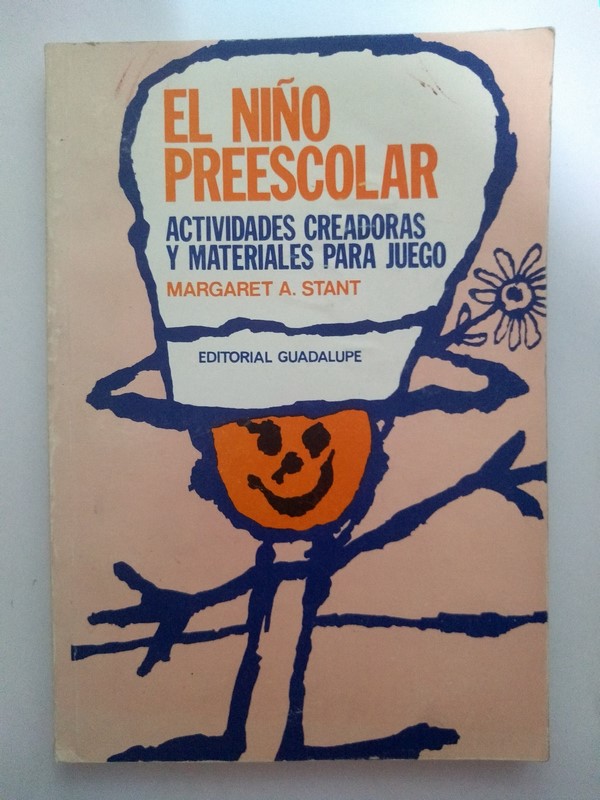 EL NIÑO
PREESCOLAR
ACTIVIDADES CREADORAS
Y MATERIALES PARA JUEGO
MARGARET A. STANT
EDITORIAL GUADALUPE